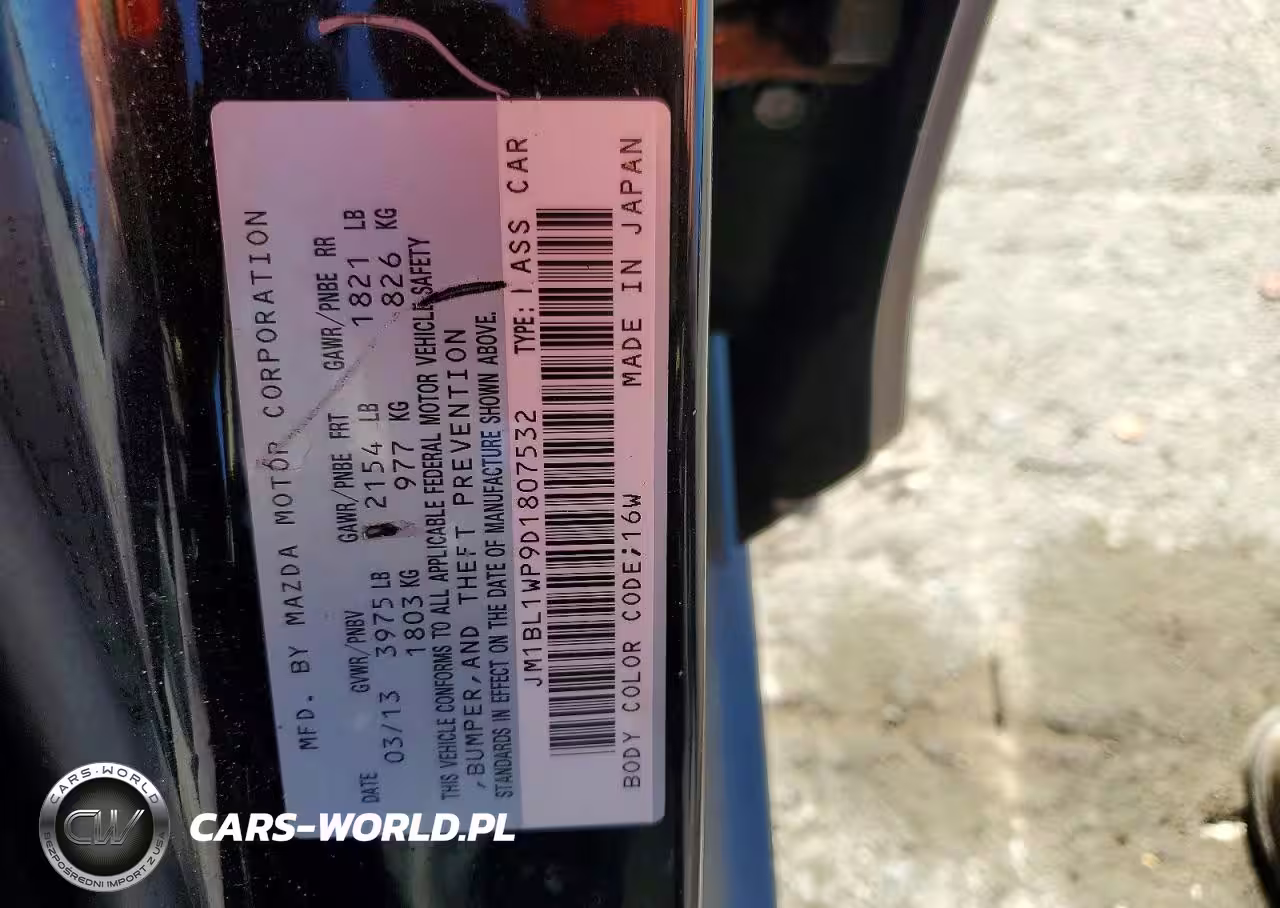 MFD. BY MAZDA MOTOR CORPORATION
DATE GVWR/PNBV GAWR/PNBE FRT GAWR/PNBE RR
03/13 3975 LB 2154 LB 1821 LB
1803 KG 977 KG 826 KG
THIS VEHICLE CONFORMS TO ALL APPLICABLE FEDERAL MOTOR VEHICLE SAFETY
,BUMPER,AND THEFT PREVENTION
STANDARDS IN EFFECT ON THE DATE OF MANUFACTURE SHOWN ABOVE.
JM1BL1WP9D1807532 TYPE: ASS CAR
BODY COLOR CODE;16W MADE IN JAPAN
CARS-WORLD
CW
BEZPOŚREDNI IMPORT Z USA
CARS-WORLD.PL